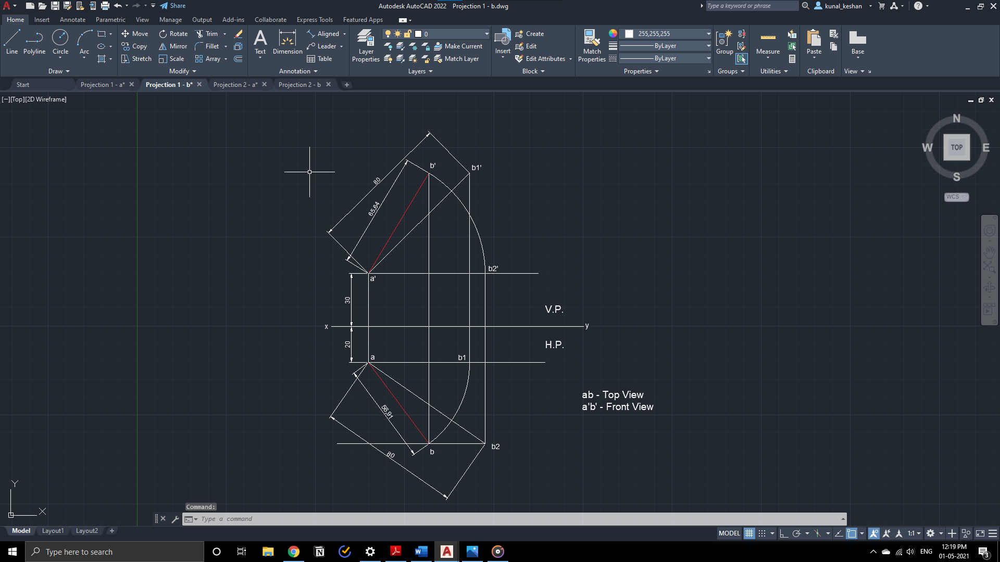 Share
Autodesk AutoCAD 2022 Projection 1 - b.dwg
Type a keyword or phrase
kunal_keshan
Home Insert Annotate Parametric View Manage Output Add-ins Collaborate Express Tools Featured Apps
Line Polyline Circle Arc
Draw
Move Rotate Trim
Copy Mirror Fillet
Stretch Scale Array
Modify
Text Dimension
Aligned
Leader
Table
Annotation
Layer Properties
0
Make Current
Match Layer
Layers
Insert
Create
Edit
Edit Attributes
Block
Match Properties
255,255,255
ByLayer
ByLayer
Properties
Group
Groups
Measure
Utilities
Paste
Clipboard
Base
View
Start Projection 1 - a* Projection 1 - b* Projection 2 - a* Projection 2 - b
[−][Top][2D Wireframe]
N
W TOP E
S
WCS
b'
b1'
80
65,64
b2'
a'
30
V.P.
x y
20
H.P.
a b1
ab - Top View
a'b' - Front View
56,91
b2
b
80
Y
X
Command:
Type a command
Model Layout1 Layout2
MODEL 1:1
Type here to search
ENG
12:19 PM
01-05-2021
3